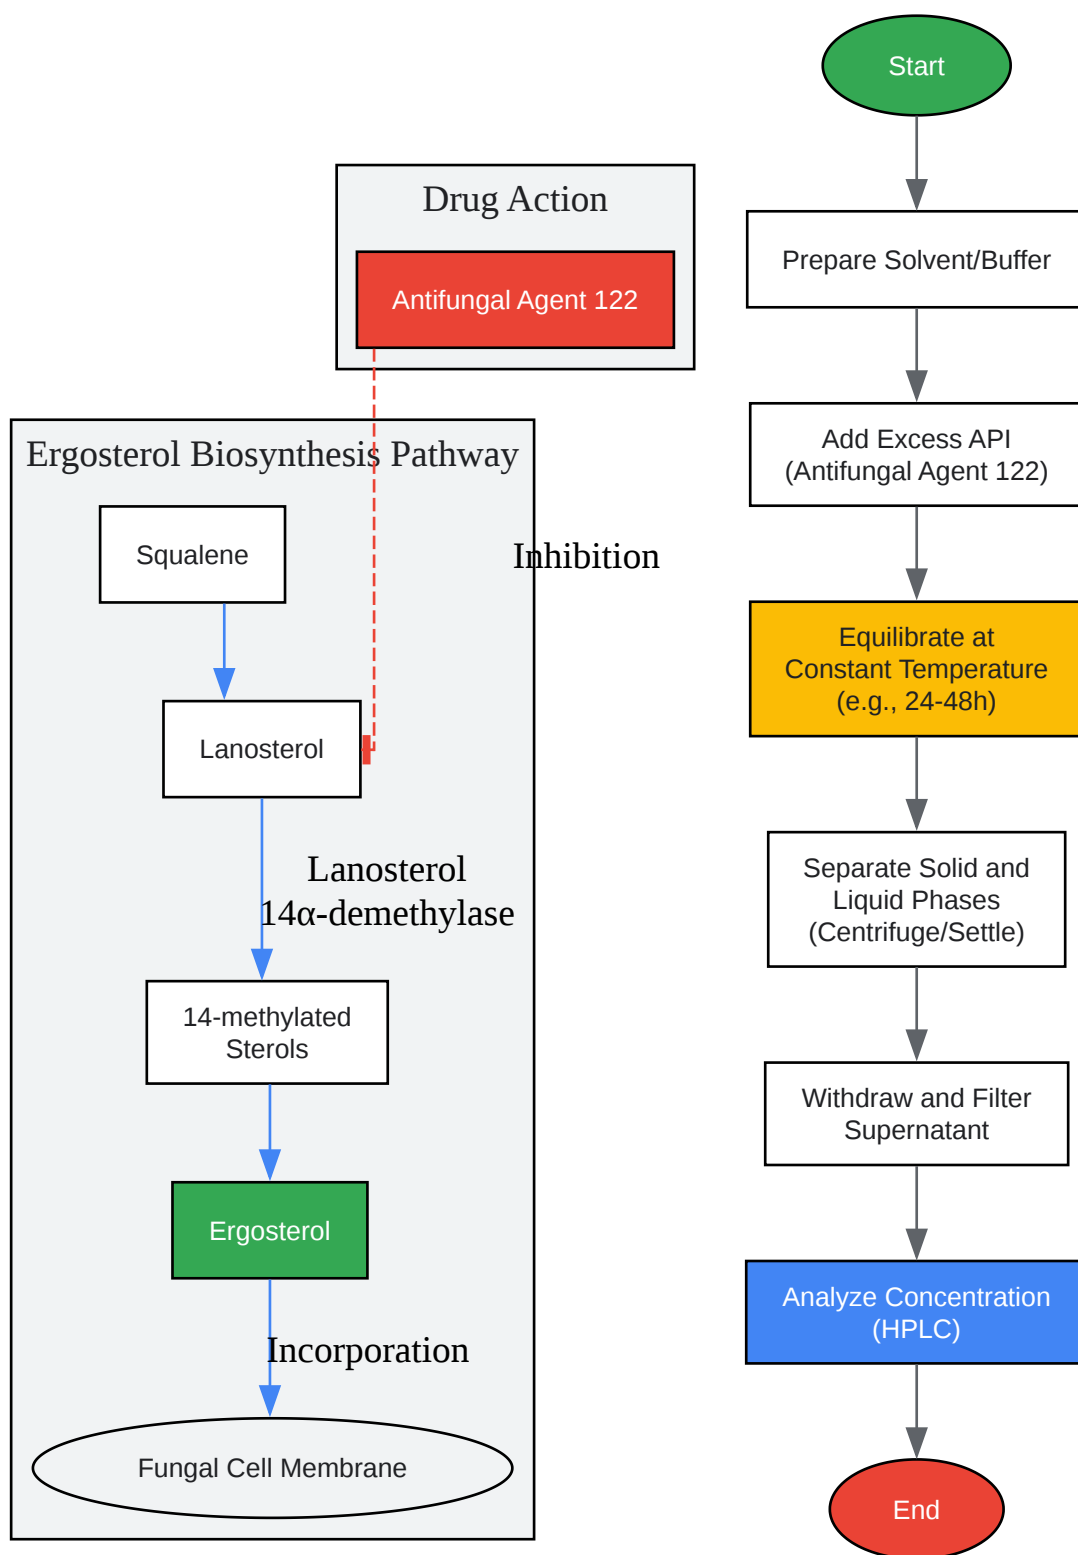 Drug Action
Antifungal Agent 122
Ergosterol Biosynthesis Pathway
Squalene
Inhibition
Lanosterol
Lanosterol
14α-demethylase
14-methylated
Sterols
Ergosterol
Incorporation
Fungal Cell Membrane
Start
Prepare Solvent/Buffer
Add Excess API
(Antifungal Agent 122)
Equilibrate at
Constant Temperature
(e.g., 24-48h)
Separate Solid and
Liquid Phases
(Centrifuge/Settle)
Withdraw and Filter
Supernatant
Analyze Concentration
(HPLC)
End